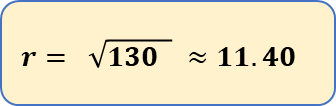 r = √130 ≈ 11.40